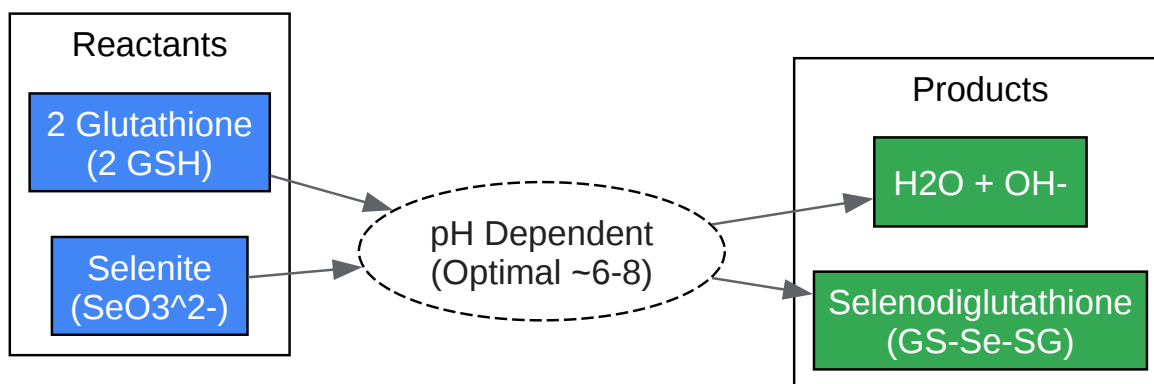 Reactants
2 Glutathione
(2 GSH)
Selenite
(SeO3^2-)
pH Dependent
(Optimal ~6-8)
Products
H2O + OH-
Selenodiglutathione
(GS-Se-SG)